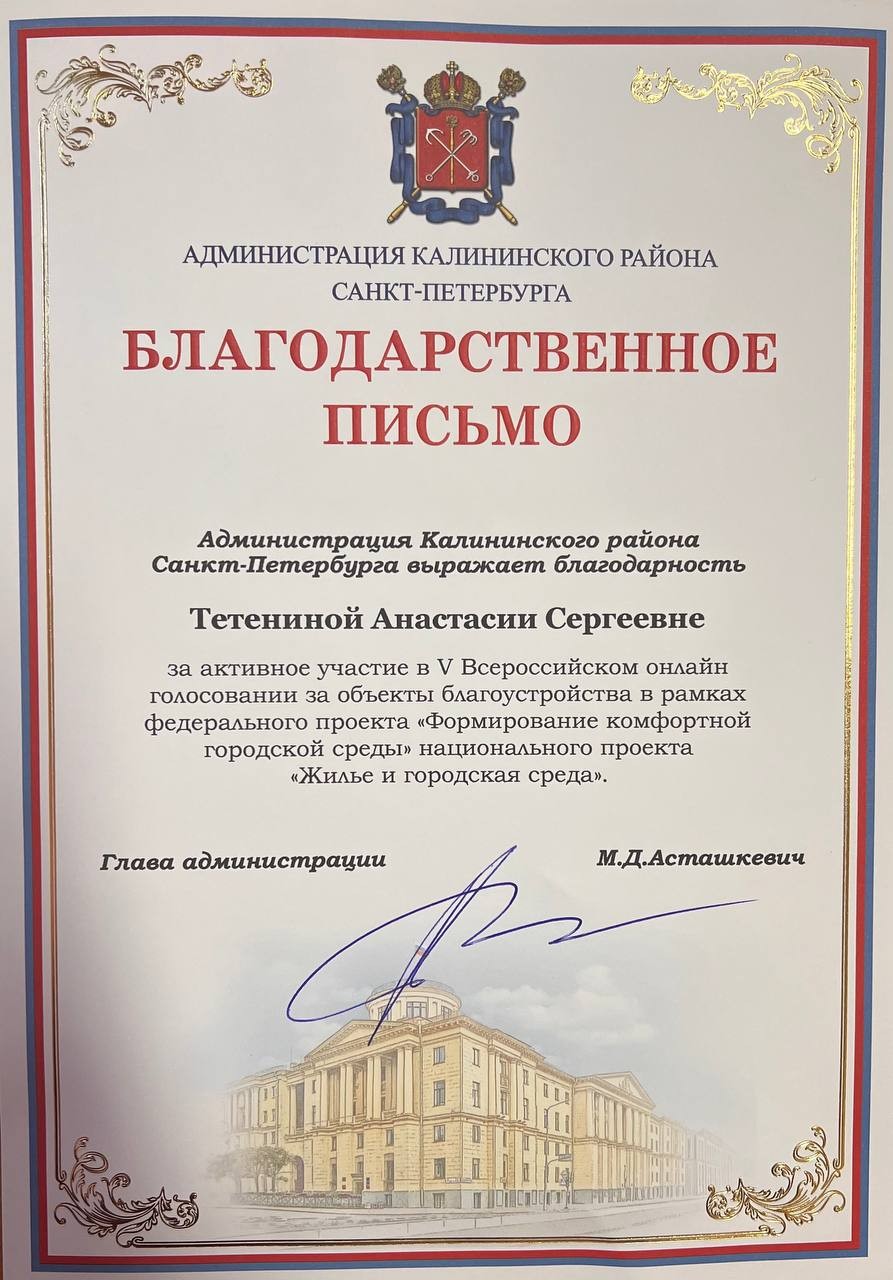 АДМИНИСТРАЦИЯ КАЛИНИНСКОГО РАЙОНА
САНКТ-ПЕТЕРБУРГА
БЛАГОДАРСТВЕННОЕ
ПИСЬМО
Администрация Калининского района
Санкт-Петербурга выражает благодарность
Тетениной Анастасии Сергеевне
за активное участие в V Всероссийском онлайн
голосовании за объекты благоустройства в рамках
федерального проекта «Формирование комфортной
городской среды» национального проекта
«Жилье и городская среда».
Глава администрации М.Д.Асташкевич